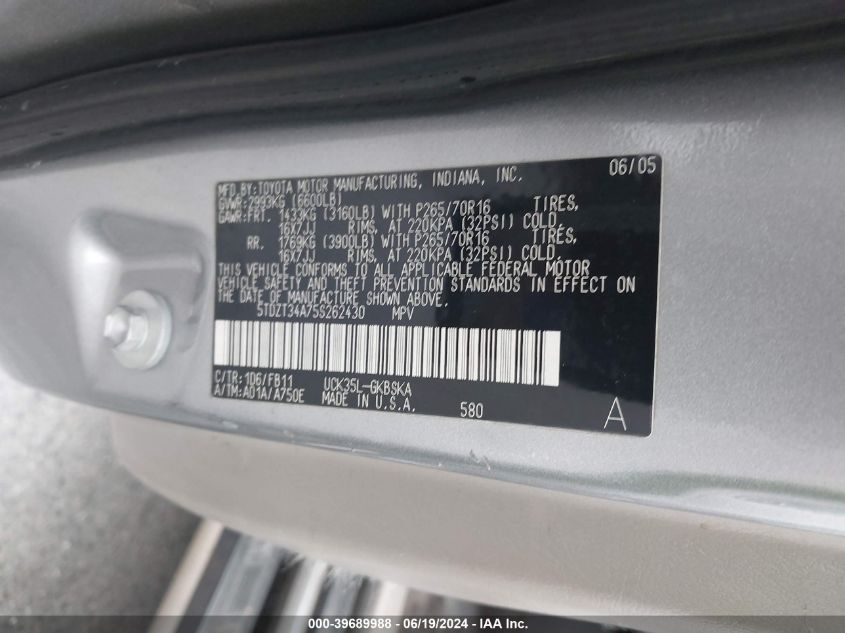 06/05
MFD.BY:TOYOTA MOTOR MANUFACTURING, INDIANA, INC.
GVWR:2993KG (6600LB)
GAWR:FRT. 1433KG (3160LB) WITH P265/70R16 TIRES,
16X7JJ RIMS, AT 220KPA (32PSI) COLD.
RR. 1769KG (3900LB) WITH P265/70R16 TIRES,
16X7JJ RIMS, AT 220KPA (32PSI) COLD.
THIS VEHICLE CONFORMS TO ALL APPLICABLE FEDERAL MOTOR
VEHICLE SAFETY AND THEFT PREVENTION STANDARDS IN EFFECT ON
THE DATE OF MANUFACTURE SHOWN ABOVE.
5TDZT34A75S262430 MPV
C/TR:1D6/FB11 UCK35L-GKBSKA
A/TM:A01A/A750E MADE IN U.S.A. 580
A
000-39689988 - 06/19/2024 - IAA Inc.